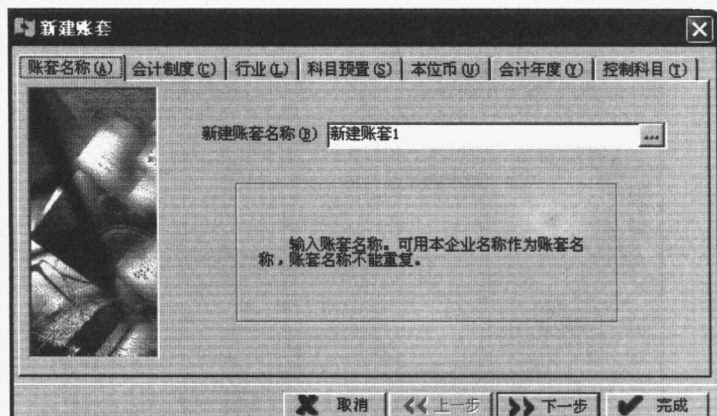 新建账套
账套名称(A) 会计制度(C) 行业(L) 科目预置(S) 本位币(U) 会计年度(Y) 控制科目(T)
新建账套名称(B) 新建账套1 ...
输入账套名称。可用本企业名称作为账套名
称，账套名称不能重复。
取消 上一步 下一步 完成